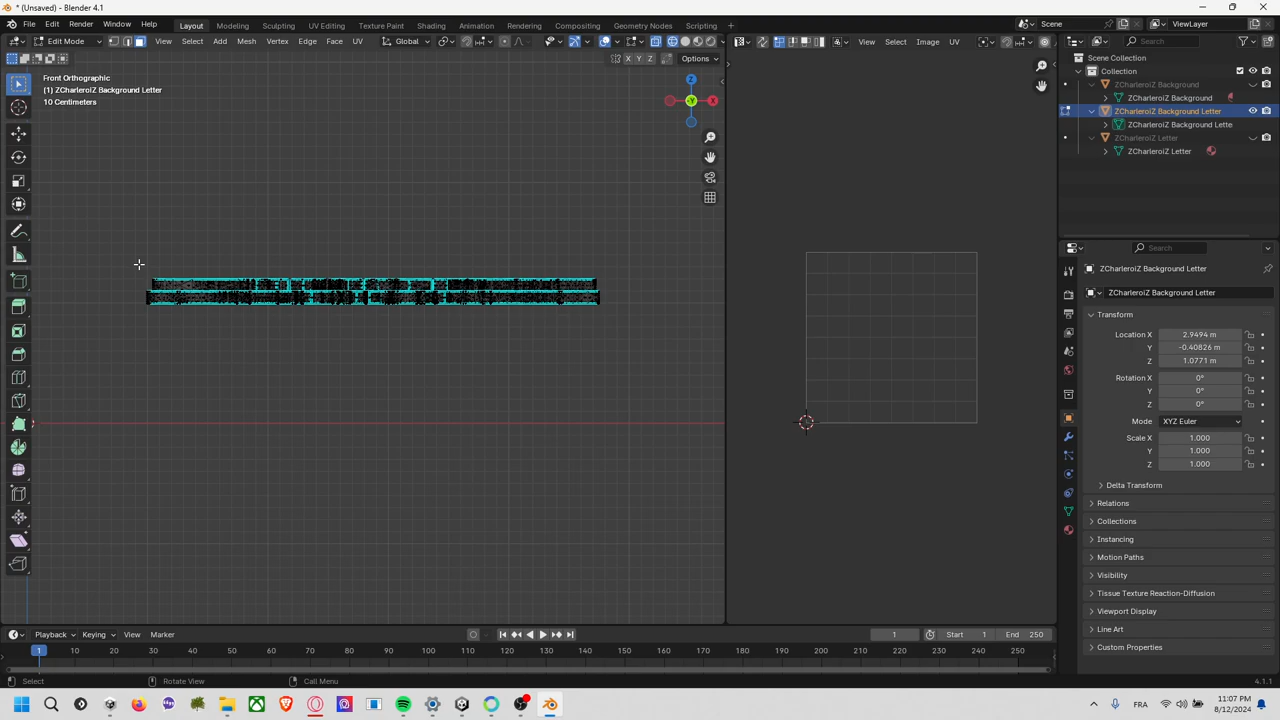 * (Unsaved) - Blender 4.1
File Edit Render Window Help Layout Modeling Sculpting UV Editing Texture Paint Shading Animation Rendering Compositing Geometry Nodes Scripting + Scene ViewLayer
Edit Mode View Select Add Mesh Vertex Edge Face UV Global View Select Image UV Search
X Y Z Options
Front Orthographic
(1) ZCharleroiZ Background Letter
10 Centimeters
Z
-Y X
Scene Collection
Collection
ZCharleroiZ Background
ZCharleroiZ Background
ZCharleroiZ Background Letter
ZCharleroiZ Background Lette
ZCharleroiZ Letter
ZCharleroiZ Letter
Search
ZCharleroiZ Background Letter
ZCharleroiZ Background Letter
Transform
Location X 2.9494 m
Y -0.40826 m
Z 1.0771 m
Rotation X 0°
Y 0°
Z 0°
Mode XYZ Euler
Scale X 1.000
Y 1.000
Z 1.000
Delta Transform
Relations
Collections
Instancing
Motion Paths
Visibility
Tissue Texture Reaction-Diffusion
Viewport Display
Line Art
Custom Properties
Playback Keying View Marker 1 Start 1 End 250
1 10 20 30 40 50 60 70 80 90 100 110 120 130 140 150 160 170 180 190 200 210 220 230 240 250
Select Rotate View Call Menu 4.1.1
FRA 11:07 PM
8/12/2024